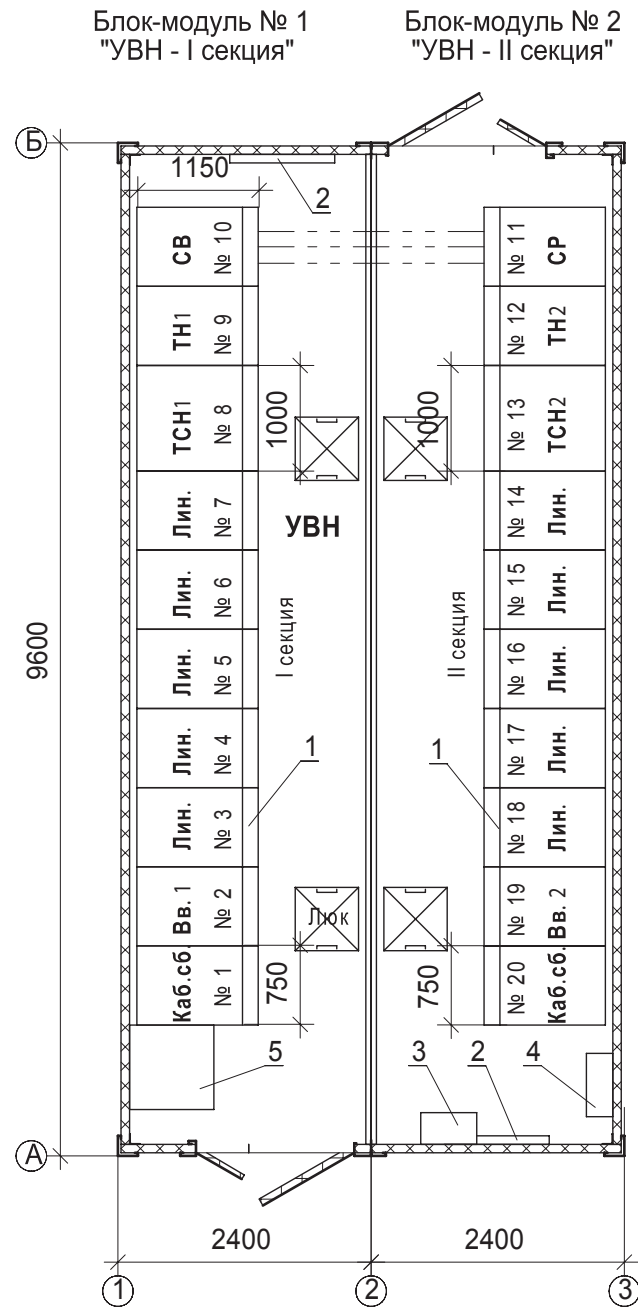 Блок-модуль № 1
"УВН - I секция"
Блок-модуль № 2
"УВН - II секция"
Б
1150
2
СВ № 10
№ 11 СР
ТН1 № 9
№ 12 ТН2
ТСН1 № 8
1000
1000
№ 13 ТСН2
Лин. № 7
УВН
№ 14 Лин.
Лин. № 6
№ 15 Лин.
9600
Лин. № 5
I секция
II секция
№ 16 Лин.
Лин. № 4
1
1
№ 17 Лин.
Лин. № 3
№ 18 Лин.
Вв. 1 № 2
Люк
№ 19 Вв. 2
Каб.сб. № 1
750
750
№ 20 Каб.сб.
5
3
2
4
А
2400
2400
1
2
3